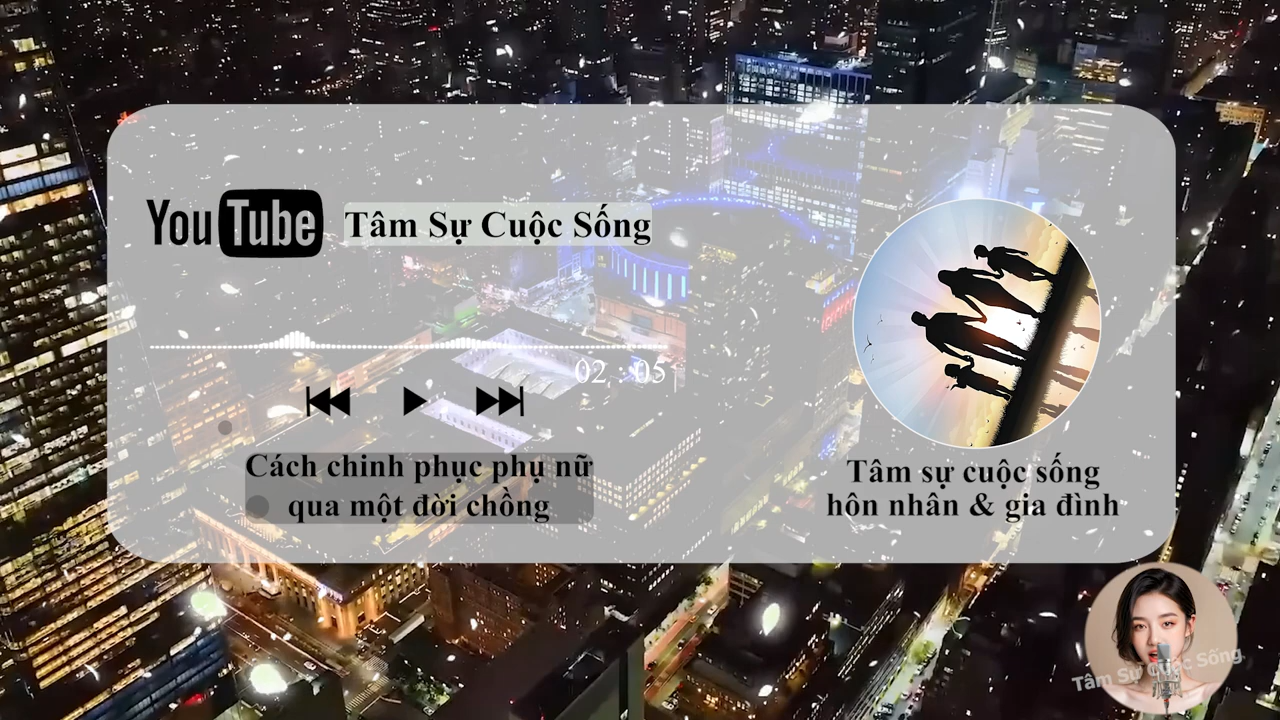 YouTube Tâm Sự Cuộc Sống
02 : 05
Cách chinh phục phụ nữ
qua một đời chồng
Tâm sự cuộc sống
hôn nhân & gia đình
Tâm Sự Cuộc Sống